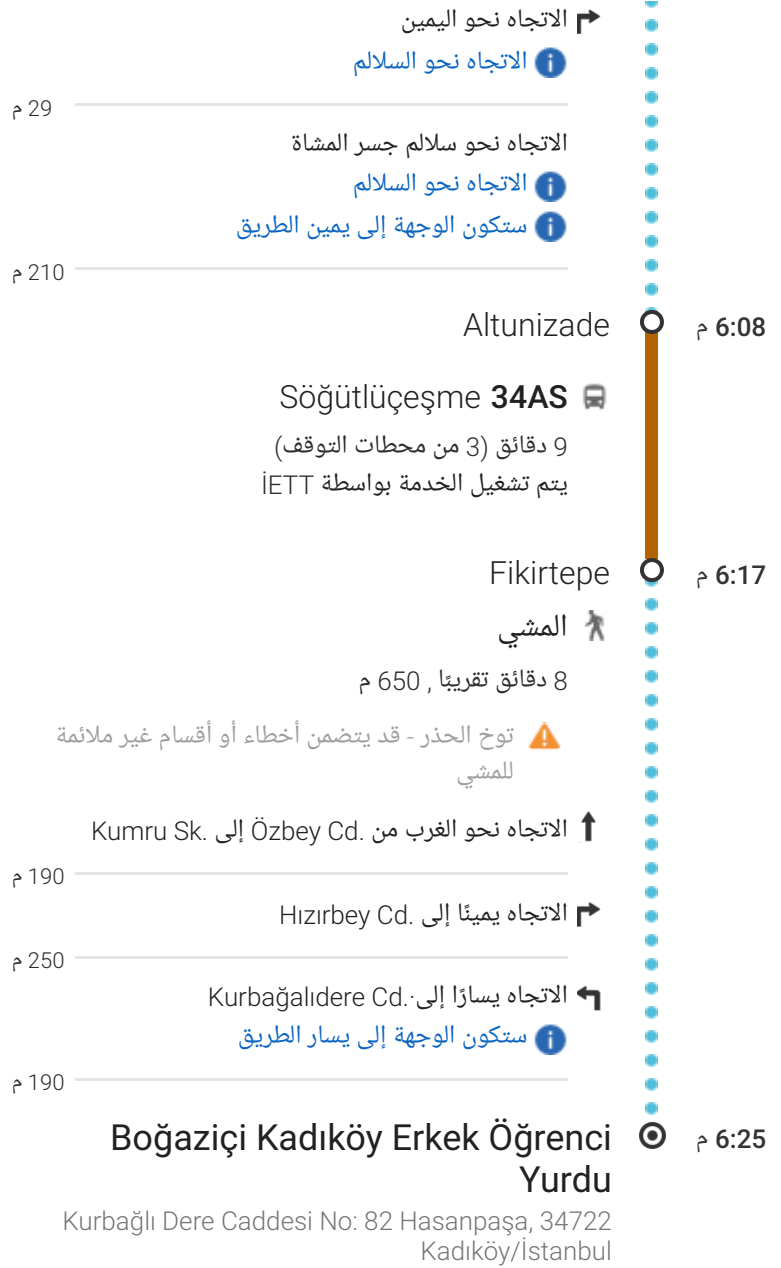 الاتجاه نحو اليمين
الاتجاه نحو السلالم
29 م
الاتجاه نحو سلالم جسر المشاة
الاتجاه نحو السلالم
ستكون الوجهة إلى يمين الطريق
210 م
6:08 م
Altunizade
34AS Söğütlüçeşme
9 دقائق (3 من محطات التوقف)
يتم تشغيل الخدمة بواسطة İETT
6:17 م
Fikirtepe
المشي
8 دقائق تقريبًا , 650 م
توخ الحذر - قد يتضمن أخطاء أو أقسام غير ملائمة
للمشي
الاتجاه نحو الغرب من Özbey Cd. إلى Kumru Sk.
190 م
الاتجاه يمينًا إلى Hızırbey Cd.
250 م
الاتجاه يسارًا إلى Kurbağalıdere Cd.
ستكون الوجهة إلى يسار الطريق
190 م
6:25 م
Boğaziçi Kadıköy Erkek Öğrenci
Yurdu
Kurbağlı Dere Caddesi No: 82 Hasanpaşa, 34722
Kadıköy/İstanbul